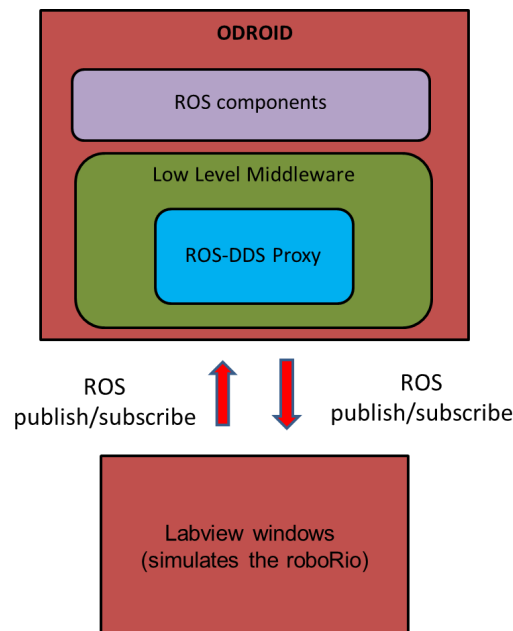 ODROID
ROS components
Low Level Middleware
ROS-DDS Proxy
ROS
publish/subscribe
ROS
publish/subscribe
Labview windows
(simulates the roboRio)